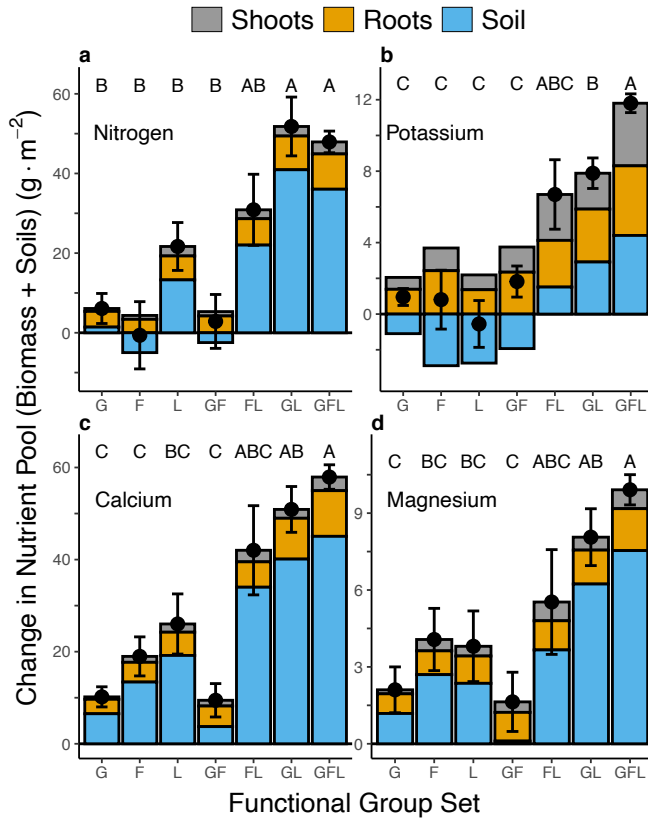 Shoots Roots Soil
Change in Nutrient Pool (Biomass + Soils) (g · m⁻²)
a
B B B B AB A A
Nitrogen
60
40
20
0
G F L GF FL GL GFL
b
C C C C ABC B A
Potassium
12
8
4
0
G F L GF FL GL GFL
c
C C BC C ABC AB A
Calcium
60
40
20
0
G F L GF FL GL GFL
d
C BC BC C ABC AB A
Magnesium
9
6
3
0
G F L GF FL GL GFL
Functional Group Set